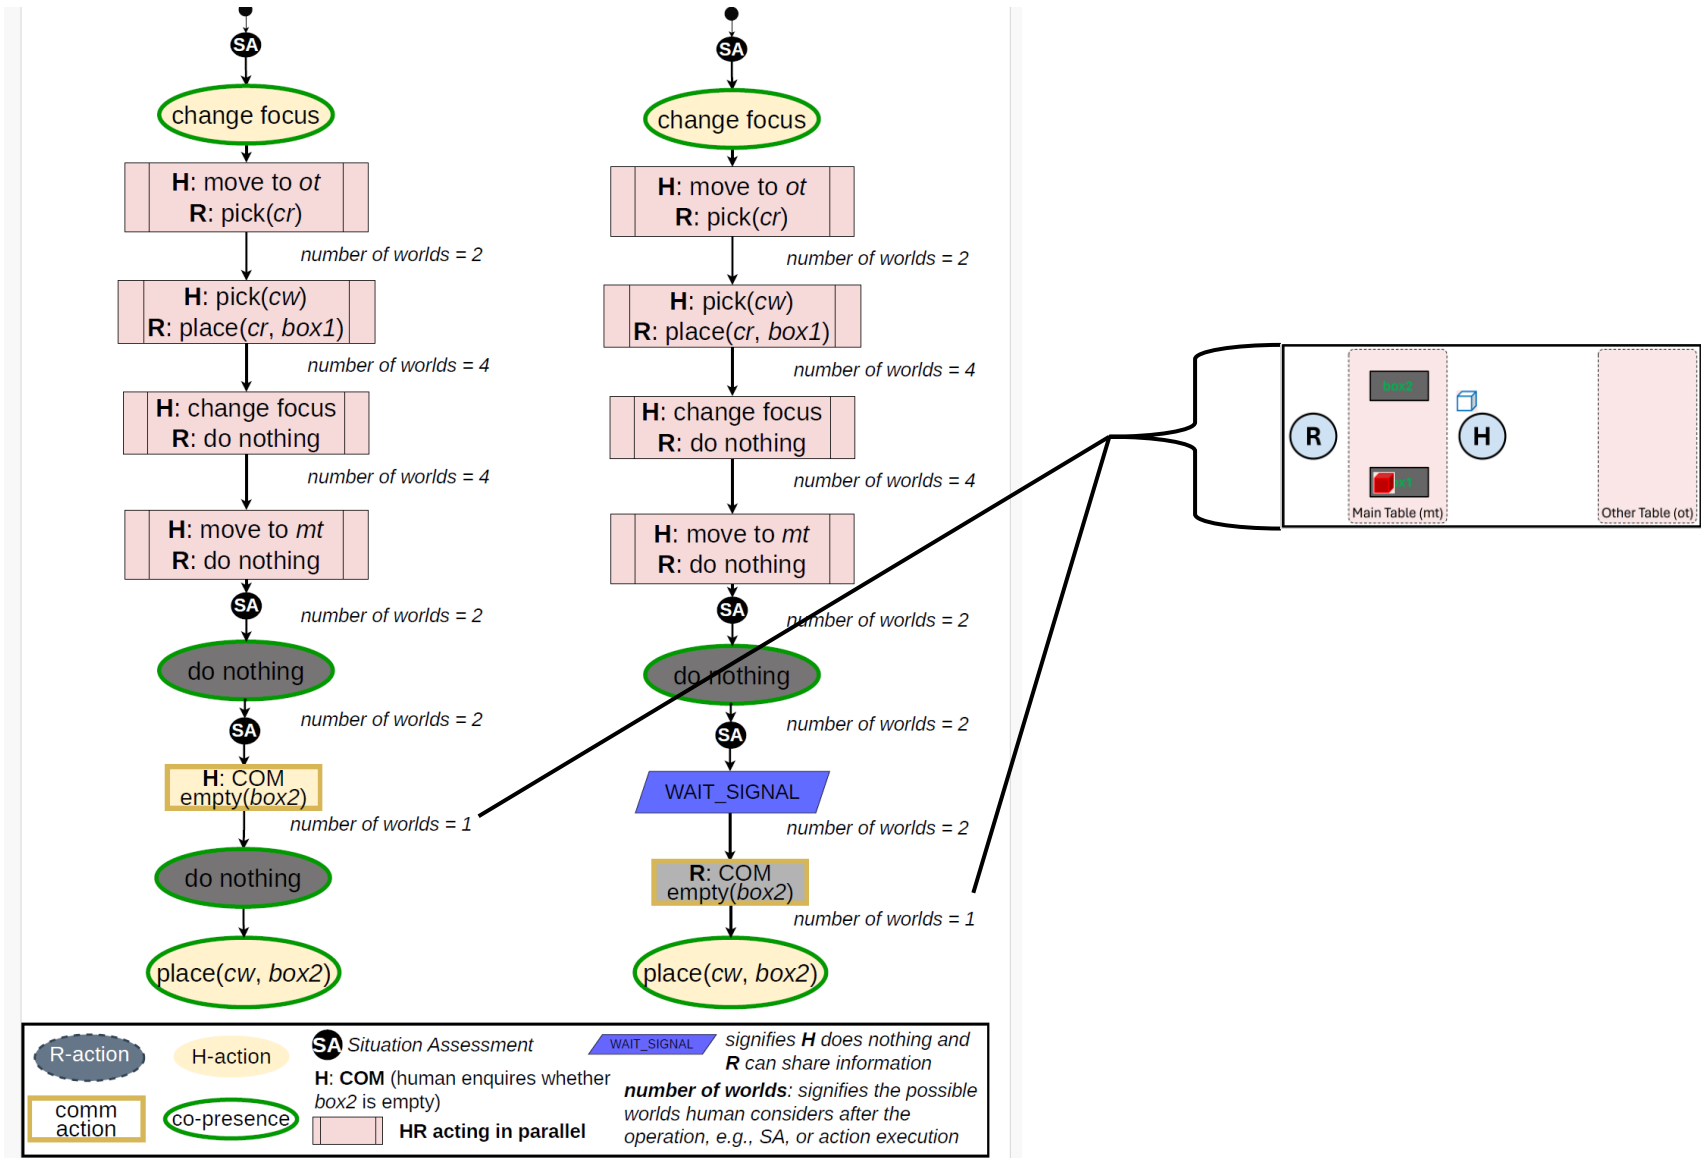 SA
change focus
H: move to ot
R: pick(cr)
number of worlds = 2
H: pick(cw)
R: place(cr, box1)
number of worlds = 4
H: change focus
R: do nothing
number of worlds = 4
H: move to mt
R: do nothing
SA
number of worlds = 2
do nothing
number of worlds = 2
SA
H: COM
empty(box2)
number of worlds = 1
do nothing
place(cw, box2)
SA
change focus
H: move to ot
R: pick(cr)
number of worlds = 2
H: pick(cw)
R: place(cr, box1)
number of worlds = 4
H: change focus
R: do nothing
number of worlds = 4
H: move to mt
R: do nothing
SA
number of worlds = 2
do nothing
number of worlds = 2
SA
WAIT_SIGNAL
number of worlds = 2
R: COM
empty(box2)
number of worlds = 1
place(cw, box2)
box2
R
H
x1
Main Table (mt)
Other Table (ot)
R-action
H-action
comm
action
co-presence
SA Situation Assessment
H: COM (human enquires whether
box2 is empty)
HR acting in parallel
WAIT_SIGNAL
signifies H does nothing and
R can share information
number of worlds: signifies the possible
worlds human considers after the
operation, e.g., SA, or action execution